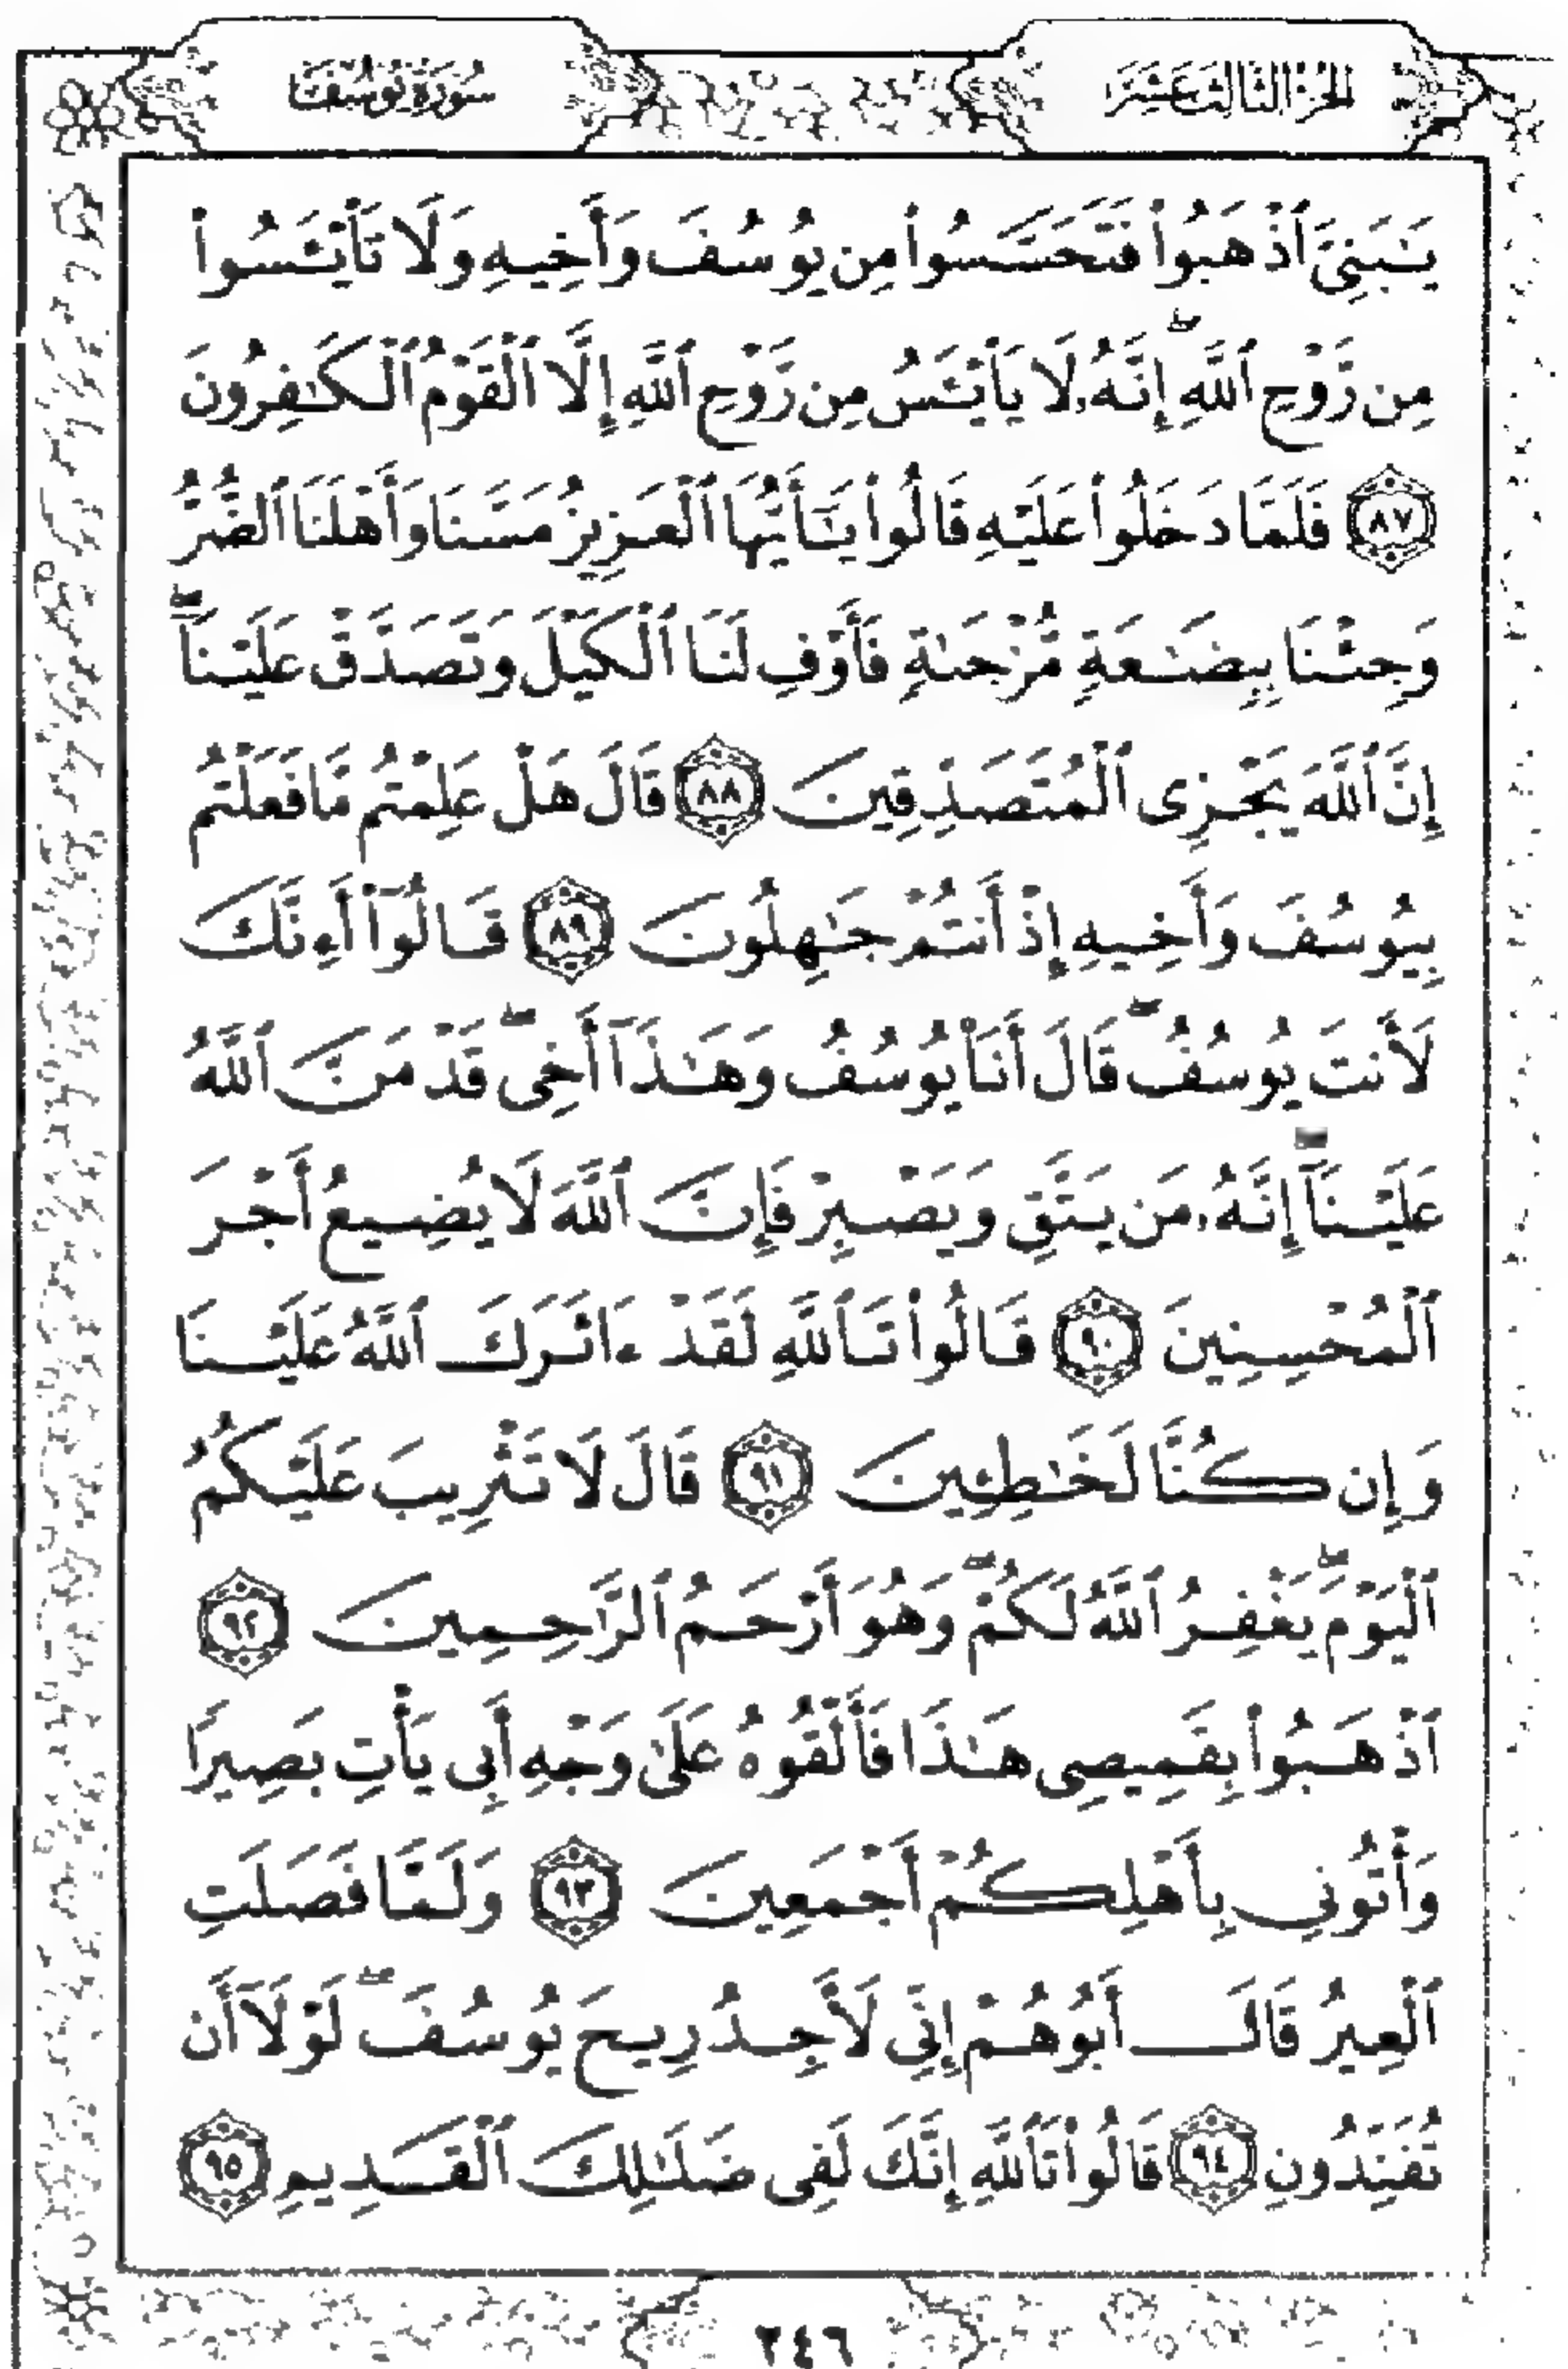 الجزء الثالث عشر
سورة يوسف
يَـٰبَنِىَّ ٱذْهَبُوا۟ فَتَحَسَّسُوا۟ مِن يُوسُفَ وَأَخِيهِ وَلَا تَا۟يْـَٔسُوا۟
مِن رَّوْحِ ٱللَّهِ ۖ إِنَّهُۥ لَا يَا۟يْـَٔسُ مِن رَّوْحِ ٱللَّهِ إِلَّا ٱلْقَوْمُ ٱلْكَـٰفِرُونَ
٨٧ فَلَمَّا دَخَلُوا۟ عَلَيْهِ قَالُوا۟ يَـٰٓأَيُّهَا ٱلْعَزِيزُ مَسَّنَا وَأَهْلَنَا ٱلضُّرُّ
وَجِئْنَا بِبِضَـٰعَةٍ مُّزْجَىٰةٍ فَأَوْفِ لَنَا ٱلْكَيْلَ وَتَصَدَّقْ عَلَيْنَآ ۖ
إِنَّ ٱللَّهَ يَجْزِى ٱلْمُتَصَدِّقِينَ ٨٨ قَالَ هَلْ عَلِمْتُم مَّا فَعَلْتُم
بِيُوسُفَ وَأَخِيهِ إِذْ أَنتُمْ جَـٰهِلُونَ ٨٩ قَالُوٓا۟ أَءِنَّكَ
لَأَنتَ يُوسُفُ ۖ قَالَ أَنَا۠ يُوسُفُ وَهَـٰذَآ أَخِى ۖ قَدْ مَنَّ ٱللَّهُ
عَلَيْنَآ ۖ إِنَّهُۥ مَن يَتَّقِ وَيَصْبِرْ فَإِنَّ ٱللَّهَ لَا يُضِيعُ أَجْرَ
ٱلْمُحْسِنِينَ ٩٠ قَالُوا۟ تَٱللَّهِ لَقَدْ ءَاثَرَكَ ٱللَّهُ عَلَيْنَا
وَإِن كُنَّا لَخَـٰطِـِٔينَ ٩١ قَالَ لَا تَثْرِيبَ عَلَيْكُمُ
ٱلْيَوْمَ ۖ يَغْفِرُ ٱللَّهُ لَكُمْ ۖ وَهُوَ أَرْحَمُ ٱلرَّٰحِمِينَ ٩٢
ٱذْهَبُوا۟ بِقَمِيصِى هَـٰذَا فَأَلْقُوهُ عَلَىٰ وَجْهِ أَبِى يَأْتِ بَصِيرًا
وَأْتُونِى بِأَهْلِكُمْ أَجْمَعِينَ ٩٣ وَلَمَّا فَصَلَتِ
ٱلْعِيرُ قَالَ أَبُوهُمْ إِنِّى لَأَجِدُ رِيحَ يُوسُفَ ۖ لَوْلَآ أَن
تُفَنِّدُونِ ٩٤ قَالُوا۟ تَٱللَّهِ إِنَّكَ لَفِى ضَلَـٰلِكَ ٱلْقَدِيمِ ٩٥
٢٤٦